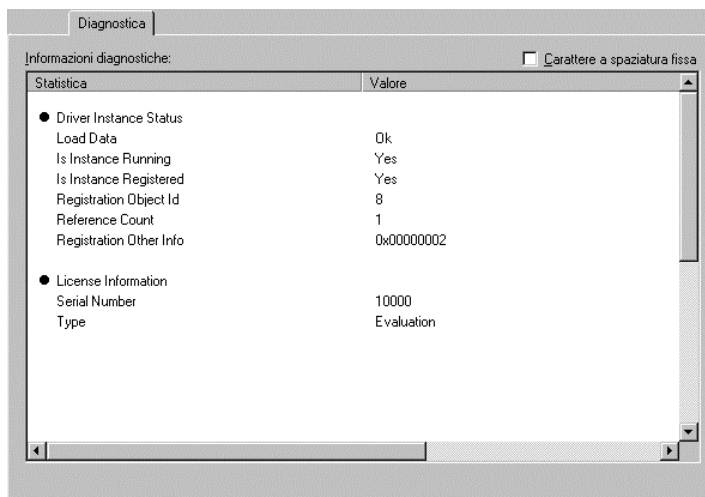 Diagnostica
Informazioni diagnostiche: Carattere a spaziatura fissa
Statistica Valore
Driver Instance Status
Load Data Ok
Is Instance Running Yes
Is Instance Registered Yes
Registration Object Id 8
Reference Count 1
Registration Other Info 0x00000002
License Information
Serial Number 10000
Type Evaluation